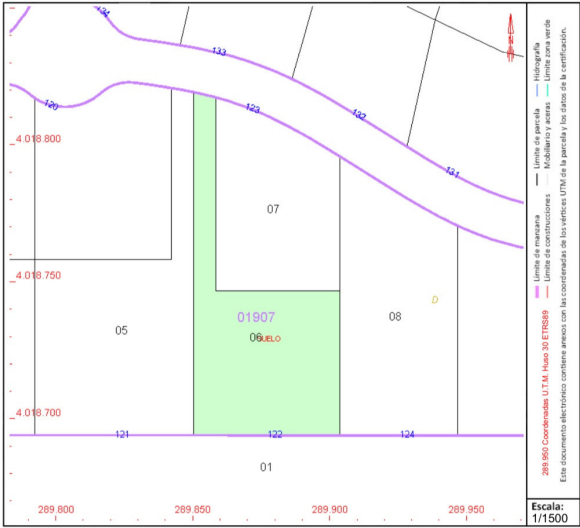 134
133
120
123
132
4.018.800
131
07
4.018.750
D
01907
05
08
06
SUELO
4.018.700
121
122
124
01
289.800
289.850
289.900
289.950
N
Límite de manzana
Límite de parcela
Hidrografía
Límite de construcciones
Mobiliario y aceras
Límite zona verde
289.950 Coordenadas U.T.M. Huso 30 ETRS89
Este documento electrónico contiene anexos con las coordenadas de los vértices UTM de la parcela y los datos de la certificación.
Escala:
1/1500